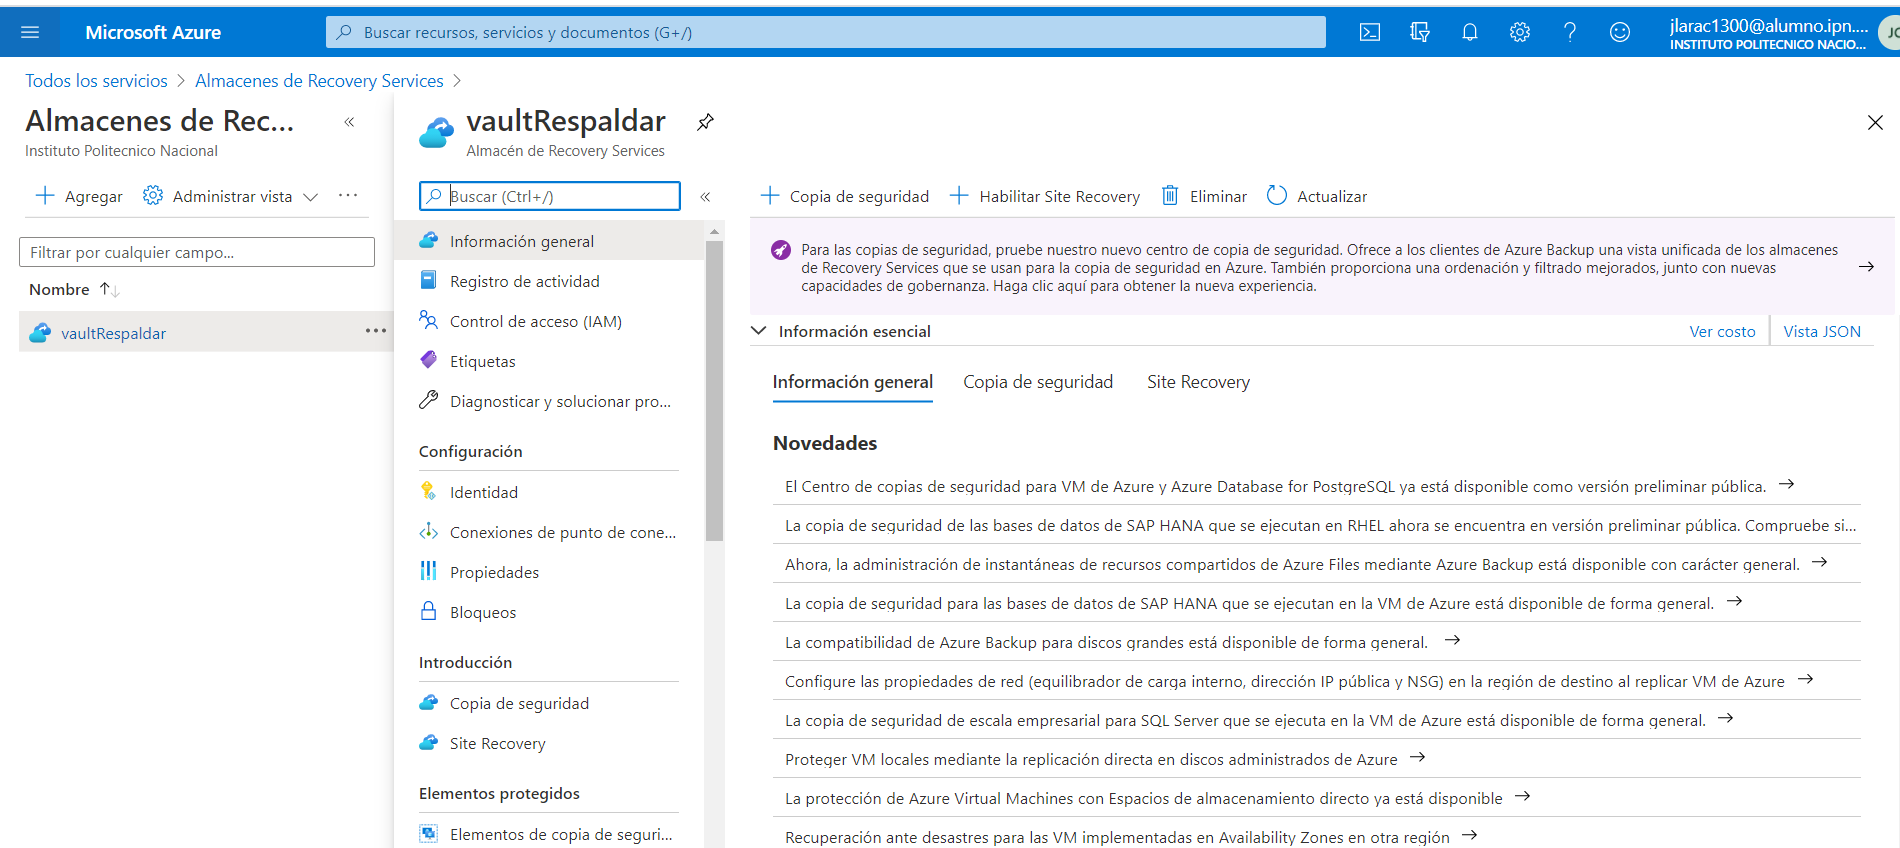 Microsoft Azure
Buscar recursos, servicios y documentos (G+/)
jlarac1300@alumno.ipn....
INSTITUTO POLITECNICO NACIO...
JC
Todos los servicios > Almacenes de Recovery Services >
Almacenes de Rec...
Instituto Politecnico Nacional
Agregar
Administrar vista
Filtrar por cualquier campo...
Nombre
vaultRespaldar
vaultRespaldar
Almacén de Recovery Services
Buscar (Ctrl+/)
Información general
Registro de actividad
Control de acceso (IAM)
Etiquetas
Diagnosticar y solucionar pro...
Configuración
Identidad
Conexiones de punto de cone...
Propiedades
Bloqueos
Introducción
Copia de seguridad
Site Recovery
Elementos protegidos
Elementos de copia de seguri...
Copia de seguridad
Habilitar Site Recovery
Eliminar
Actualizar
Para las copias de seguridad, pruebe nuestro nuevo centro de copia de seguridad. Ofrece a los clientes de Azure Backup una vista unificada de los almacenes
de Recovery Services que se usan para la copia de seguridad en Azure. También proporciona una ordenación y filtrado mejorados, junto con nuevas
capacidades de gobernanza. Haga clic aquí para obtener la nueva experiencia.
Información esencial
Ver costo
Vista JSON
Información general
Copia de seguridad
Site Recovery
Novedades
El Centro de copias de seguridad para VM de Azure y Azure Database for PostgreSQL ya está disponible como versión preliminar pública.
La copia de seguridad de las bases de datos de SAP HANA que se ejecutan en RHEL ahora se encuentra en versión preliminar pública. Compruebe si...
Ahora, la administración de instantáneas de recursos compartidos de Azure Files mediante Azure Backup está disponible con carácter general.
La copia de seguridad para las bases de datos de SAP HANA que se ejecutan en la VM de Azure está disponible de forma general.
La compatibilidad de Azure Backup para discos grandes está disponible de forma general.
Configure las propiedades de red (equilibrador de carga interno, dirección IP pública y NSG) en la región de destino al replicar VM de Azure
La copia de seguridad de escala empresarial para SQL Server que se ejecuta en la VM de Azure está disponible de forma general.
Proteger VM locales mediante la replicación directa en discos administrados de Azure
La protección de Azure Virtual Machines con Espacios de almacenamiento directo ya está disponible
Recuperación ante desastres para las VM implementadas en Availability Zones en otra región